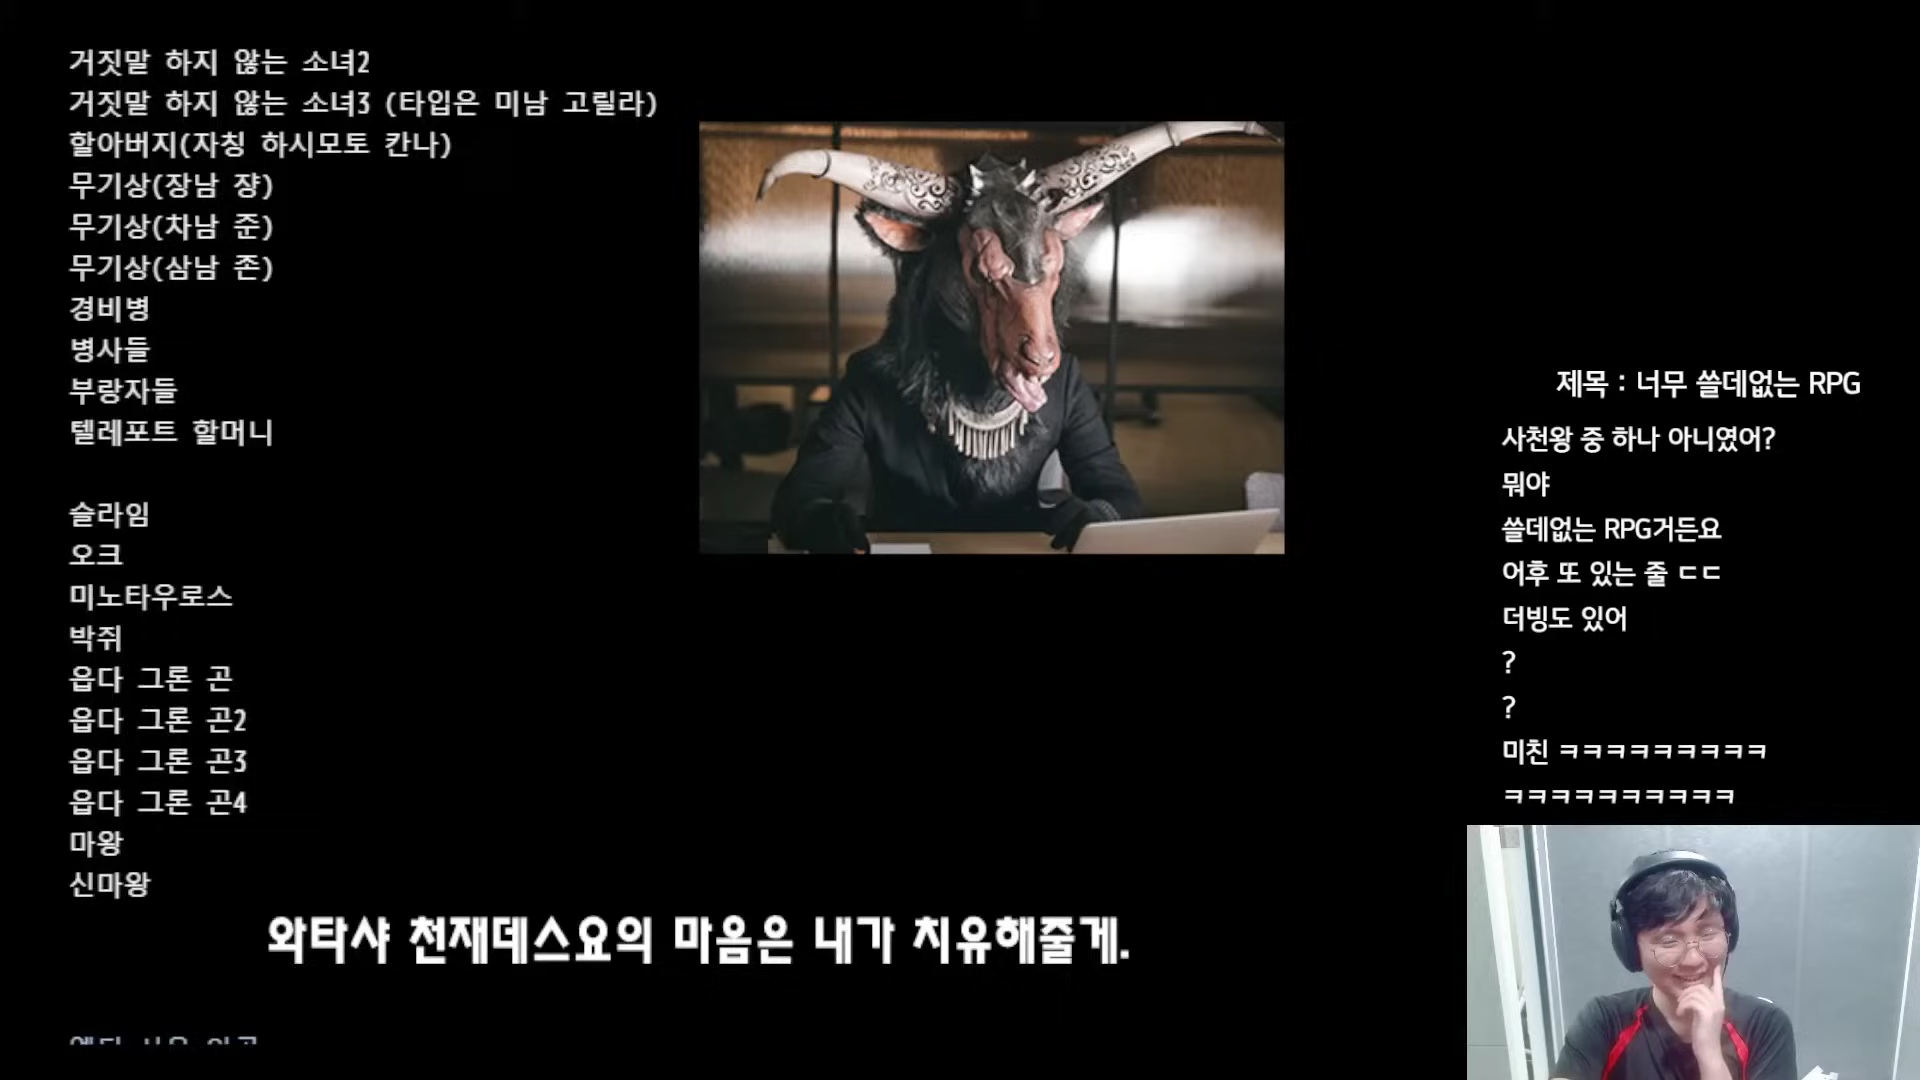 거짓말 하지 않는 소녀2
거짓말 하지 않는 소녀3 (타입은 미남 고릴라)
할아버지(자칭 하시모토 칸나)
무기상(장남 쟝)
무기상(차남 준)
무기상(삼남 존)
경비병
병사들
부랑자들
텔레포트 할머니
슬라임
오크
미노타우로스
박쥐
읍다 그론 곤
읍다 그론 곤2
읍다 그론 곤3
읍다 그론 곤4
마왕
신마왕
와타샤 천재데스요의 마음은 내가 치유해줄게.
제목 : 너무 쓸데없는 RPG
사천왕 중 하나 아니였어?
뭐야
쓸데없는 RPG거든요
어후 또 있는 줄 ㄷㄷ
더빙도 있어
?
?
미친 ㅋㅋㅋㅋㅋㅋㅋㅋㅋ
ㅋㅋㅋㅋㅋㅋㅋㅋㅋㅋ